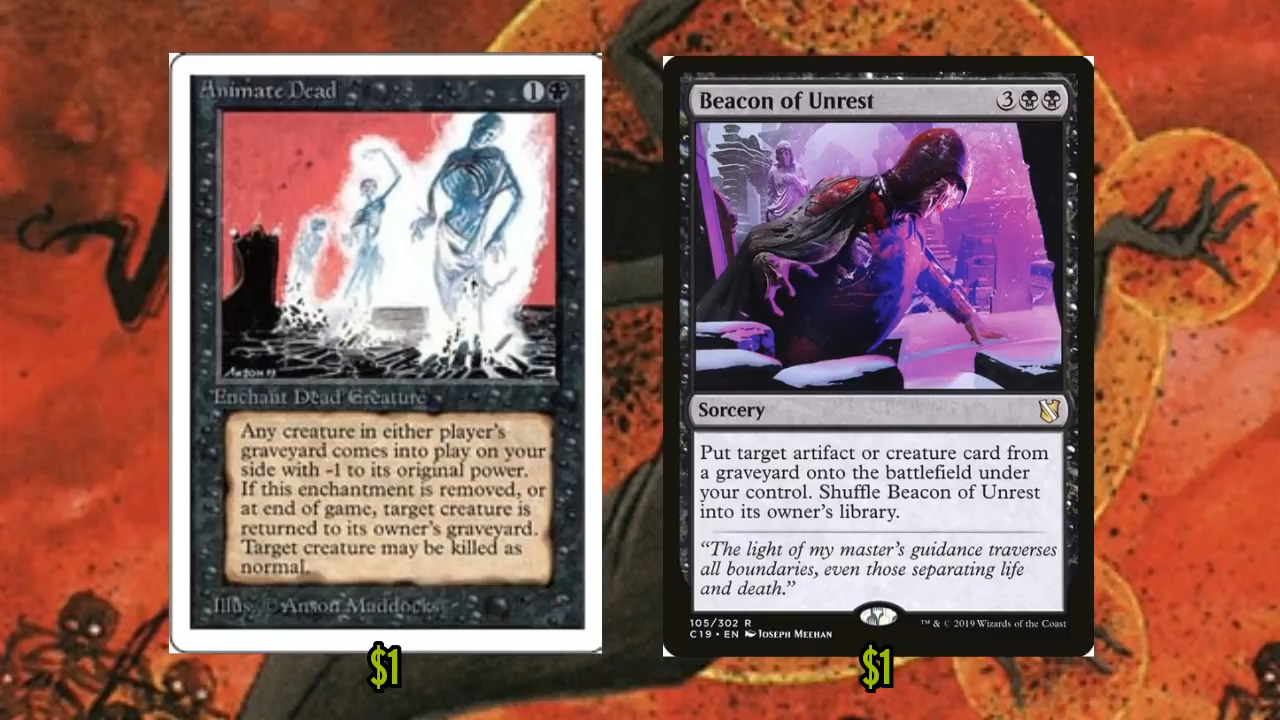 Animate Dead
1
Enchant Dead Creature
Any creature in either player's
graveyard comes into play on your
side with -1 to its original power.
If this enchantment is removed, or
at end of game, target creature is
returned to its owner's graveyard.
Target creature may be killed as
normal.
Illus. © Anson Maddocks
$1
Beacon of Unrest
3
Sorcery
Put target artifact or creature card from
a graveyard onto the battlefield under
your control. Shuffle Beacon of Unrest
into its owner's library.
“The light of my master's guidance traverses
all boundaries, even those separating life
and death.”
105/302 R
C19 • EN Joseph Meehan
™ & © 2019 Wizards of the Coast
$1